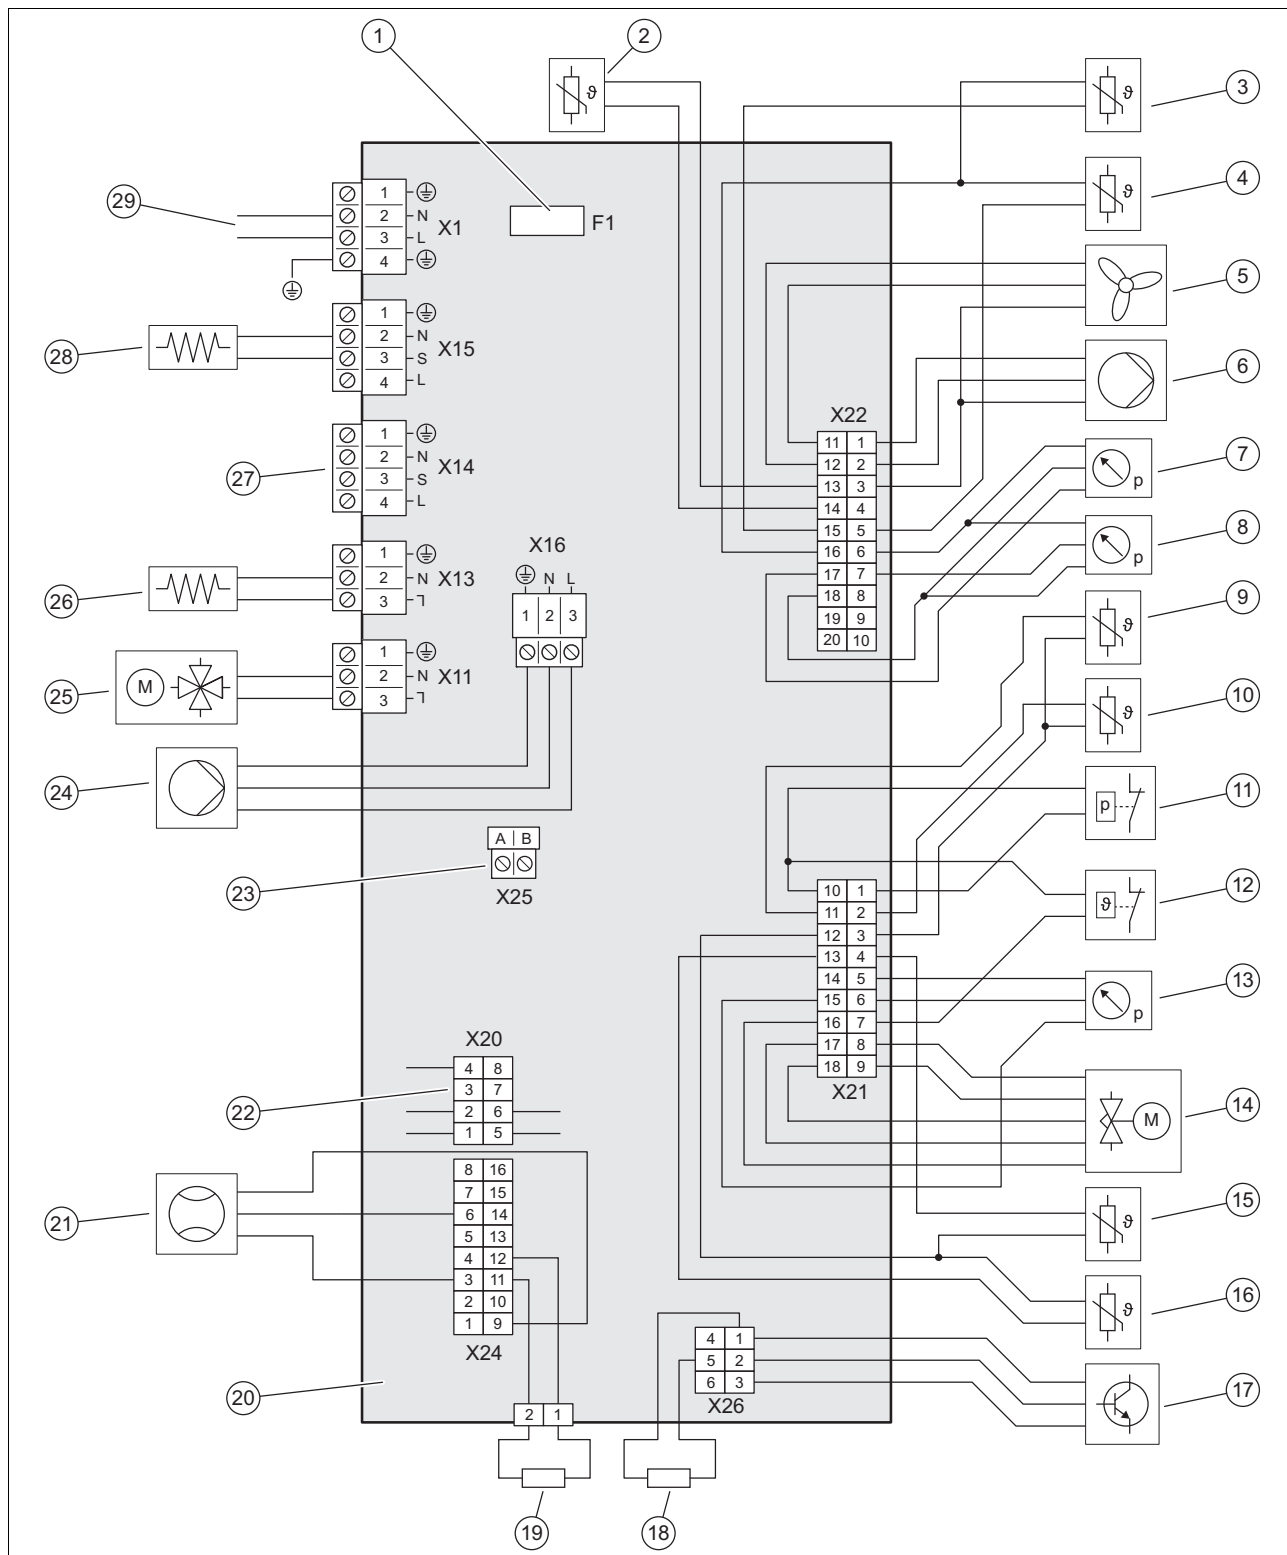 1
2
3
4
5
6
7
8
9
10
11
12
13
14
15
16
17
18
19
20
21
22
23
24
25
26
27
28
29
F1
ϑ
ϑ
ϑ
p
p
ϑ
ϑ
p
ϑ
p
M
ϑ
ϑ
M
X1
1
2 N
3 L
4
X15
1
2 N
3 S
4 L
X14
1
2 N
3 S
4 L
X13
1
2 N
3 L
X11
1
2 N
3 L
X16
N L
1 2 3
A B
X25
X22
11 1
12 2
13 3
14 4
15 5
16 6
17 7
18 8
19 9
20 10
10 1
11 2
12 3
13 4
14 5
15 6
16 7
17 8
18 9
X21
X20
4 8
3 7
2 6
1 5
8 16
7 15
6 14
5 13
4 12
3 11
2 10
1 9
X24
4 1
5 2
6 3
X26
2 1